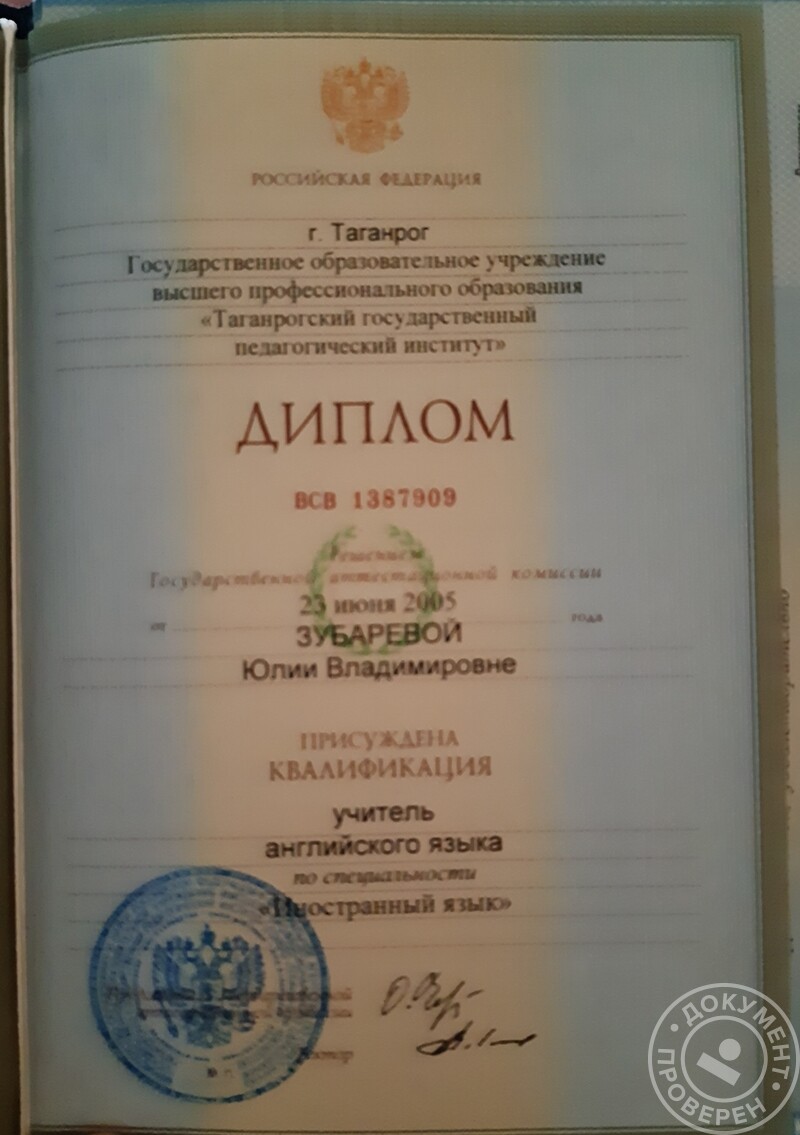 РОССИЙСКАЯ ФЕДЕРАЦИЯ
г. Таганрог
Государственное образовательное учреждение
высшего профессионального образования
«Таганрогский государственный
педагогический институт»
ДИПЛОМ
ВСВ 1387909
Решением
Государственной аттестационной комиссии
23 июня 2005
от года
ЗУБАРЕВОЙ
Юлии Владимировне
ПРИСУЖДЕНА
КВАЛИФИКАЦИЯ
учитель
английского языка
по специальности
«Иностранный язык»
Ректор
ДОКУМЕНТ
ПРОВЕРЕН